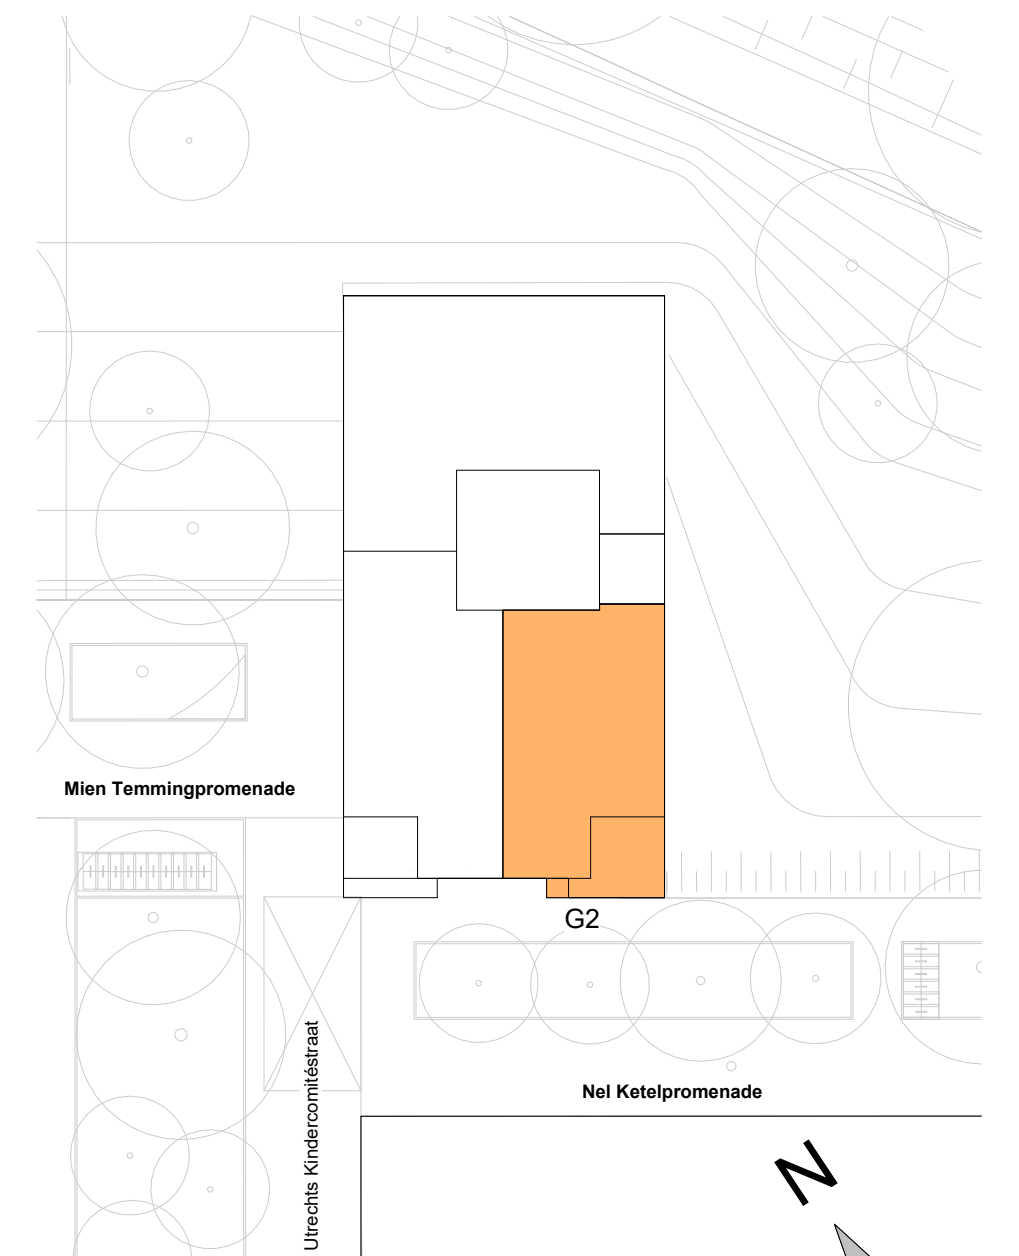 Mien Temmingpromenade
G2
Utrechts Kindercomitéstraat
Nel Ketelpromenade
N